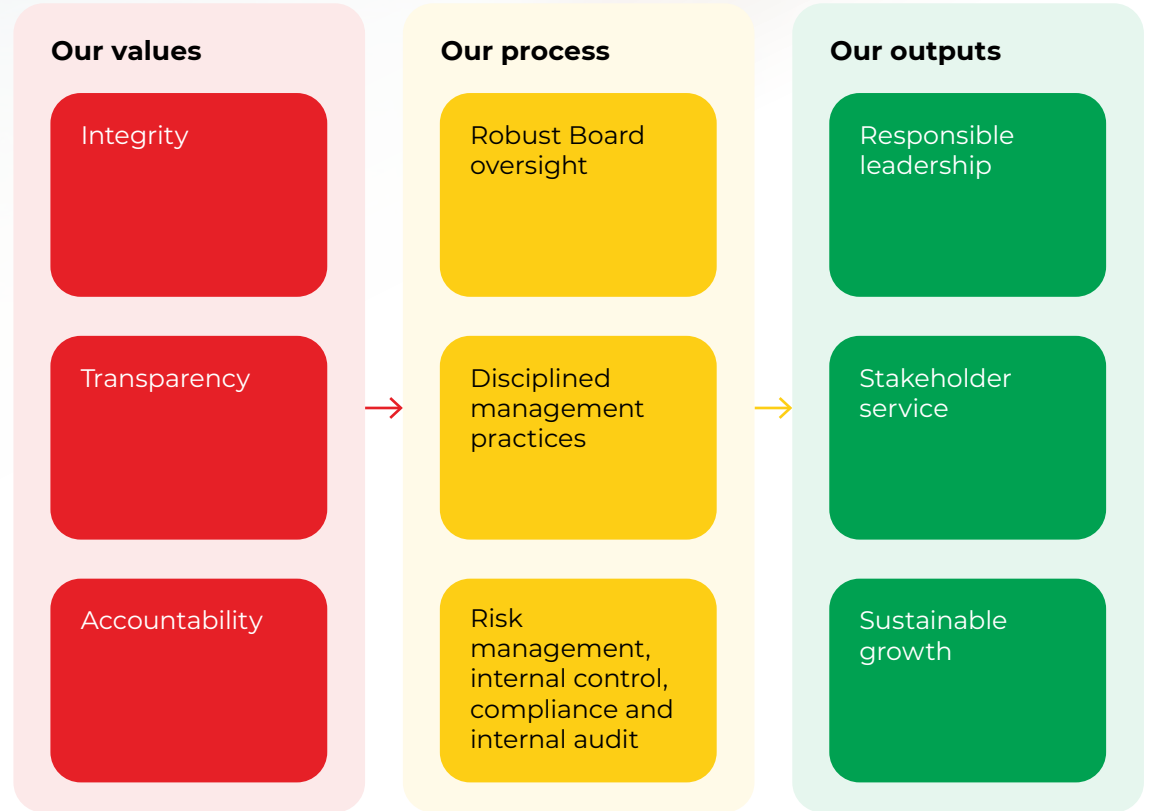 Our values
Integrity
Transparency
Accountability
Our process
Robust Board
oversight
Disciplined
management
practices
Risk
management,
internal control,
compliance and
internal audit
Our outputs
Responsible
leadership
Stakeholder
service
Sustainable
growth